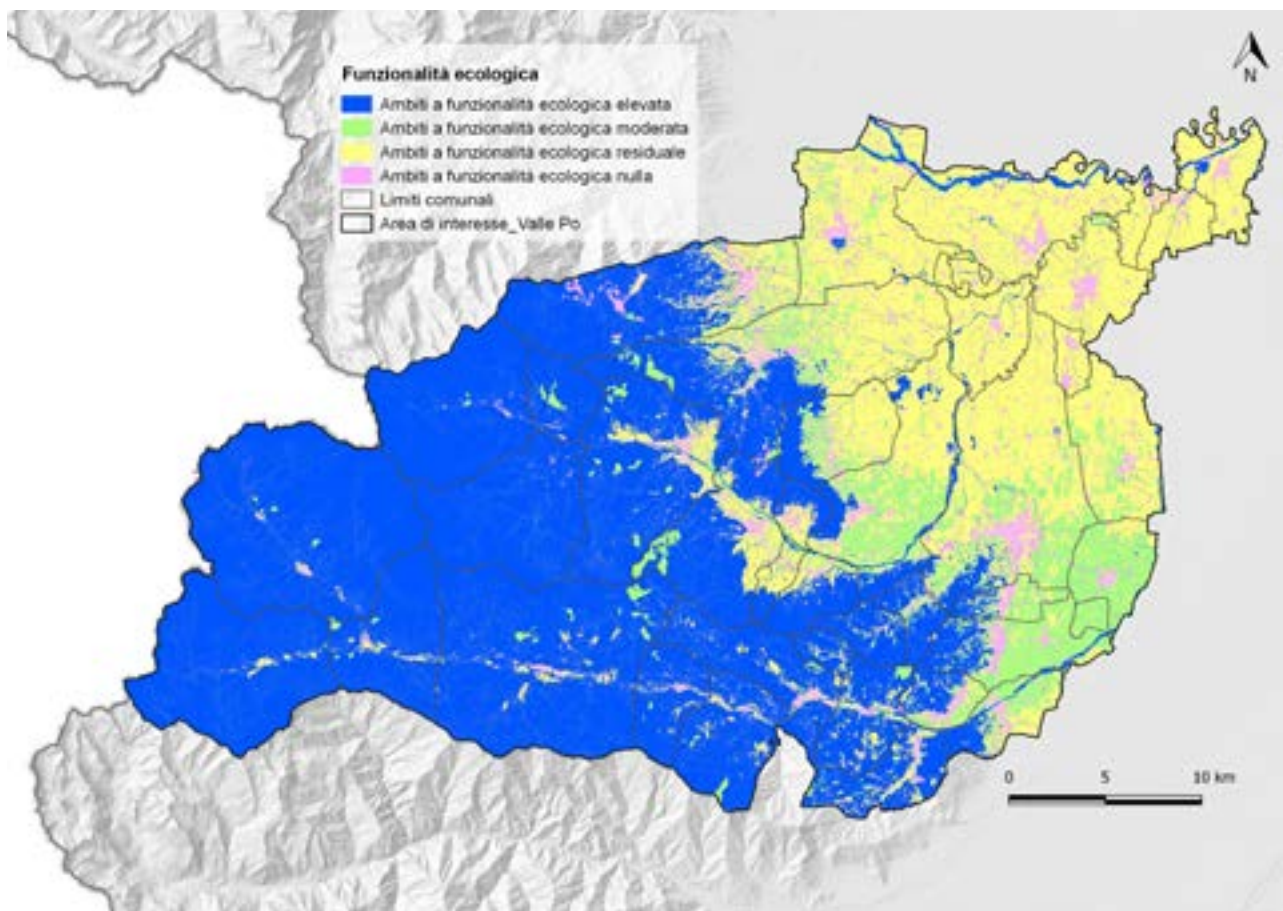 Funzionalità ecologica
Ambiti a funzionalità ecologica elevata
Ambiti a funzionalità ecologica moderata
Ambiti a funzionalità ecologica residuale
Ambiti a funzionalità ecologica nulla
Limiti comunali
Area di interesse_Valle Po
N
0 5 10 km